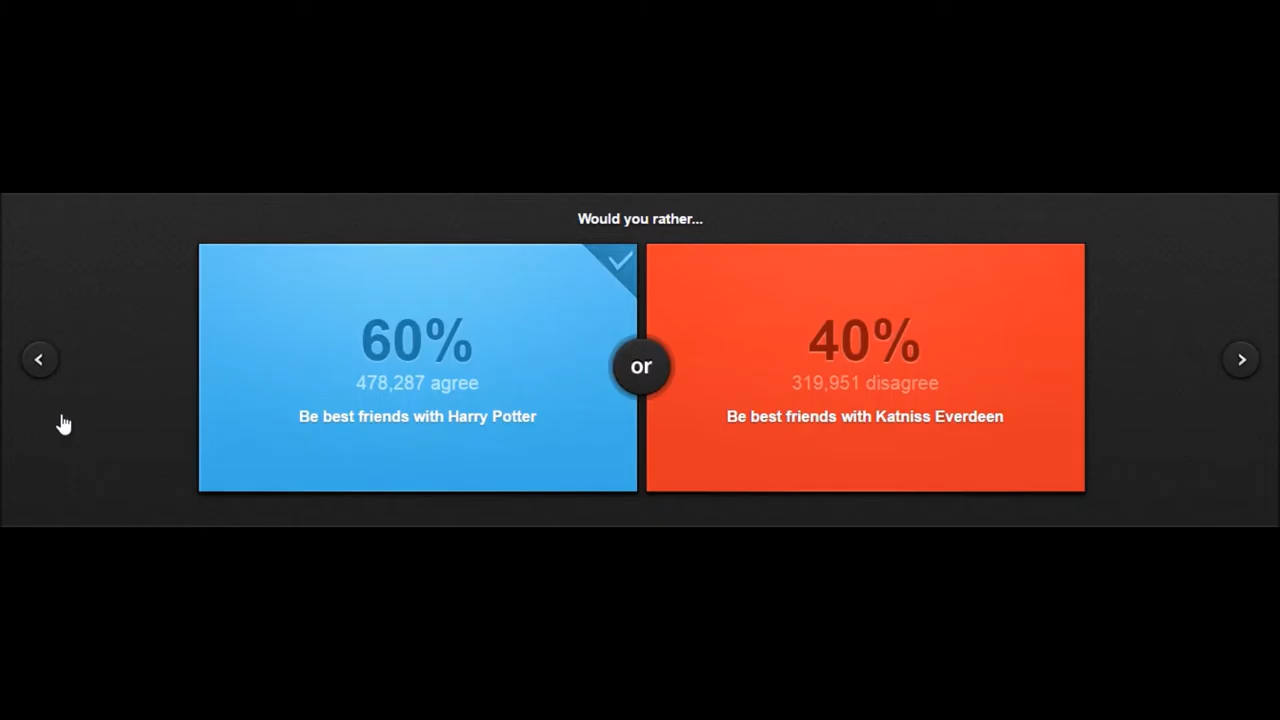 Would you rather...
60%
478,287 agree
Be best friends with Harry Potter
or
40%
319,951 disagree
Be best friends with Katniss Everdeen